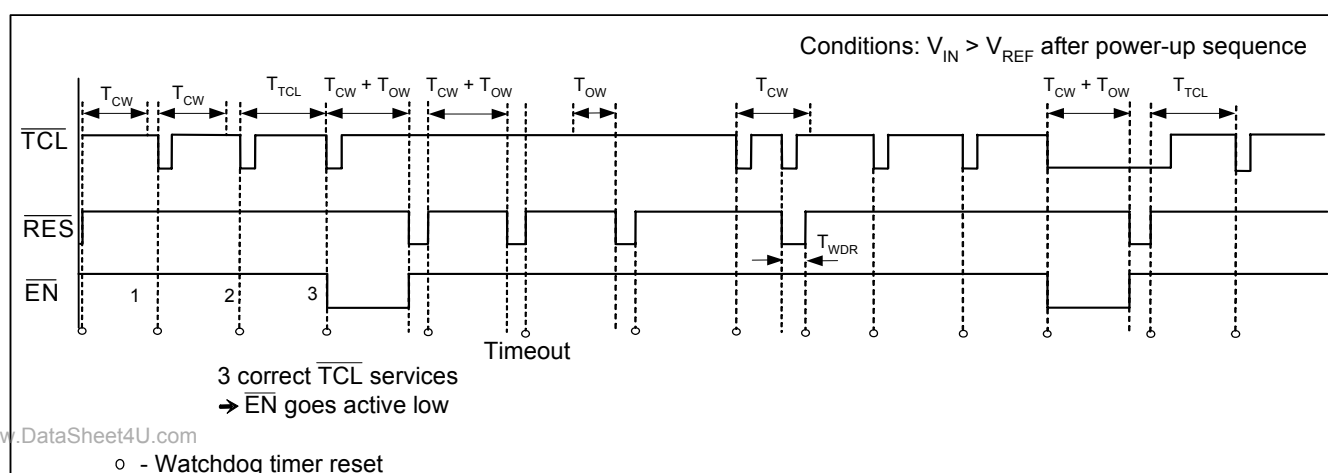 Conditions: V_IN > V_REF after power-up sequence
T_CW T_CW T_TCL T_CW + T_OW T_CW + T_OW T_OW T_CW T_CW + T_OW T_TCL
TCL
RES
T_WDR
EN
1 2 3
Timeout
3 correct TCL services
→ EN goes active low
w.DataSheet4U.com
o - Watchdog timer reset